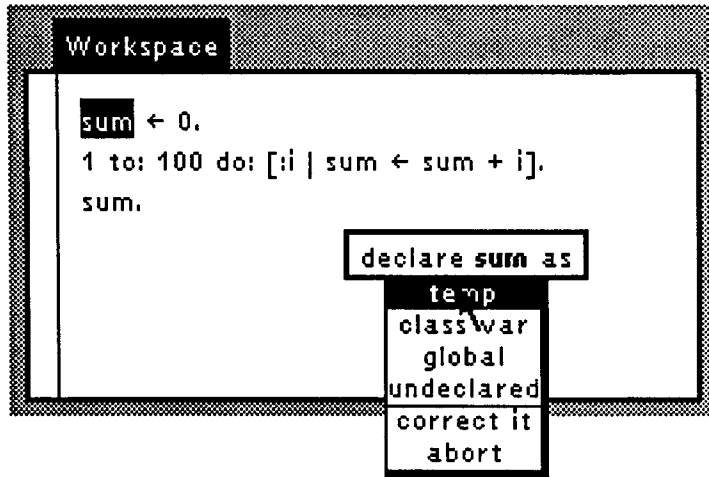 Workspace
sum ← 0.
1 to: 100 do: [:i | sum ← sum + i].
sum.
declare sum as
temp
class var
global
undeclared
correct it
abort